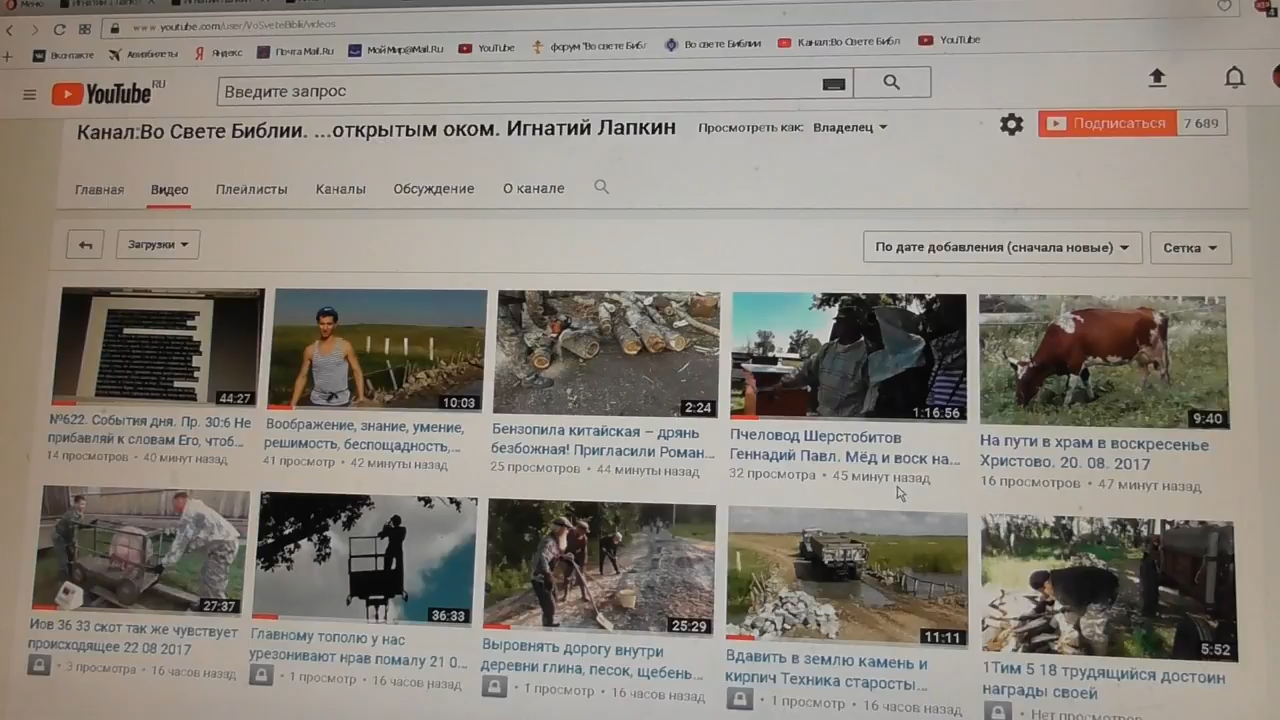 Меню
www.youtube.com/user/VoSveteBiblii/videos
Вконтакте Авиабилеты Яндекс Почта Mail.Ru МойМир@Mail.Ru YouTube форум "Во свете Библ Во свете Библии Канал:Во Свете Библ YouTube
YouTube RU Введите запрос
Канал:Во Свете Библии. ...открытым оком. Игнатий Лапкин Просмотреть как: Владелец Подписаться 7 689
Главная Видео Плейлисты Каналы Обсуждение О канале
Загрузки По дате добавления (сначала новые) Сетка
44:27 10:03 2:24 1:16:56 9:40
№622. События дня. Пр. 30:6 Не
прибавляй к словам Его, чтоб...
14 просмотров • 40 минут назад
Воображение, знание, умение,
решимость, беспощадность,...
41 просмотр • 42 минуты назад
Бензопила китайская – дрянь
безбожная! Пригласили Роман...
25 просмотров • 44 минуты назад
Пчеловод Шерстобитов
Геннадий Павл. Мёд и воск на...
32 просмотра • 45 минут назад
На пути в храм в воскресенье
Христово. 20. 08. 2017
16 просмотров • 47 минут назад
27:37 36:33 25:29 11:11 5:52
Иов 36 33 скот так же чувствует
происходящее 22 08 2017
• 3 просмотра • 16 часов назад
Главному тополю у нас
урезонивают нрав помалу 21 0...
• 1 просмотр • 16 часов назад
Выровнять дорогу внутри
деревни глина, песок, щебень...
• 1 просмотр • 16 часов назад
Вдавить в землю камень и
кирпич Техника старосты...
• 1 просмотр • 16 часов назад
1Тим 5 18 трудящийся достоин
награды своей
• Нет просмотров